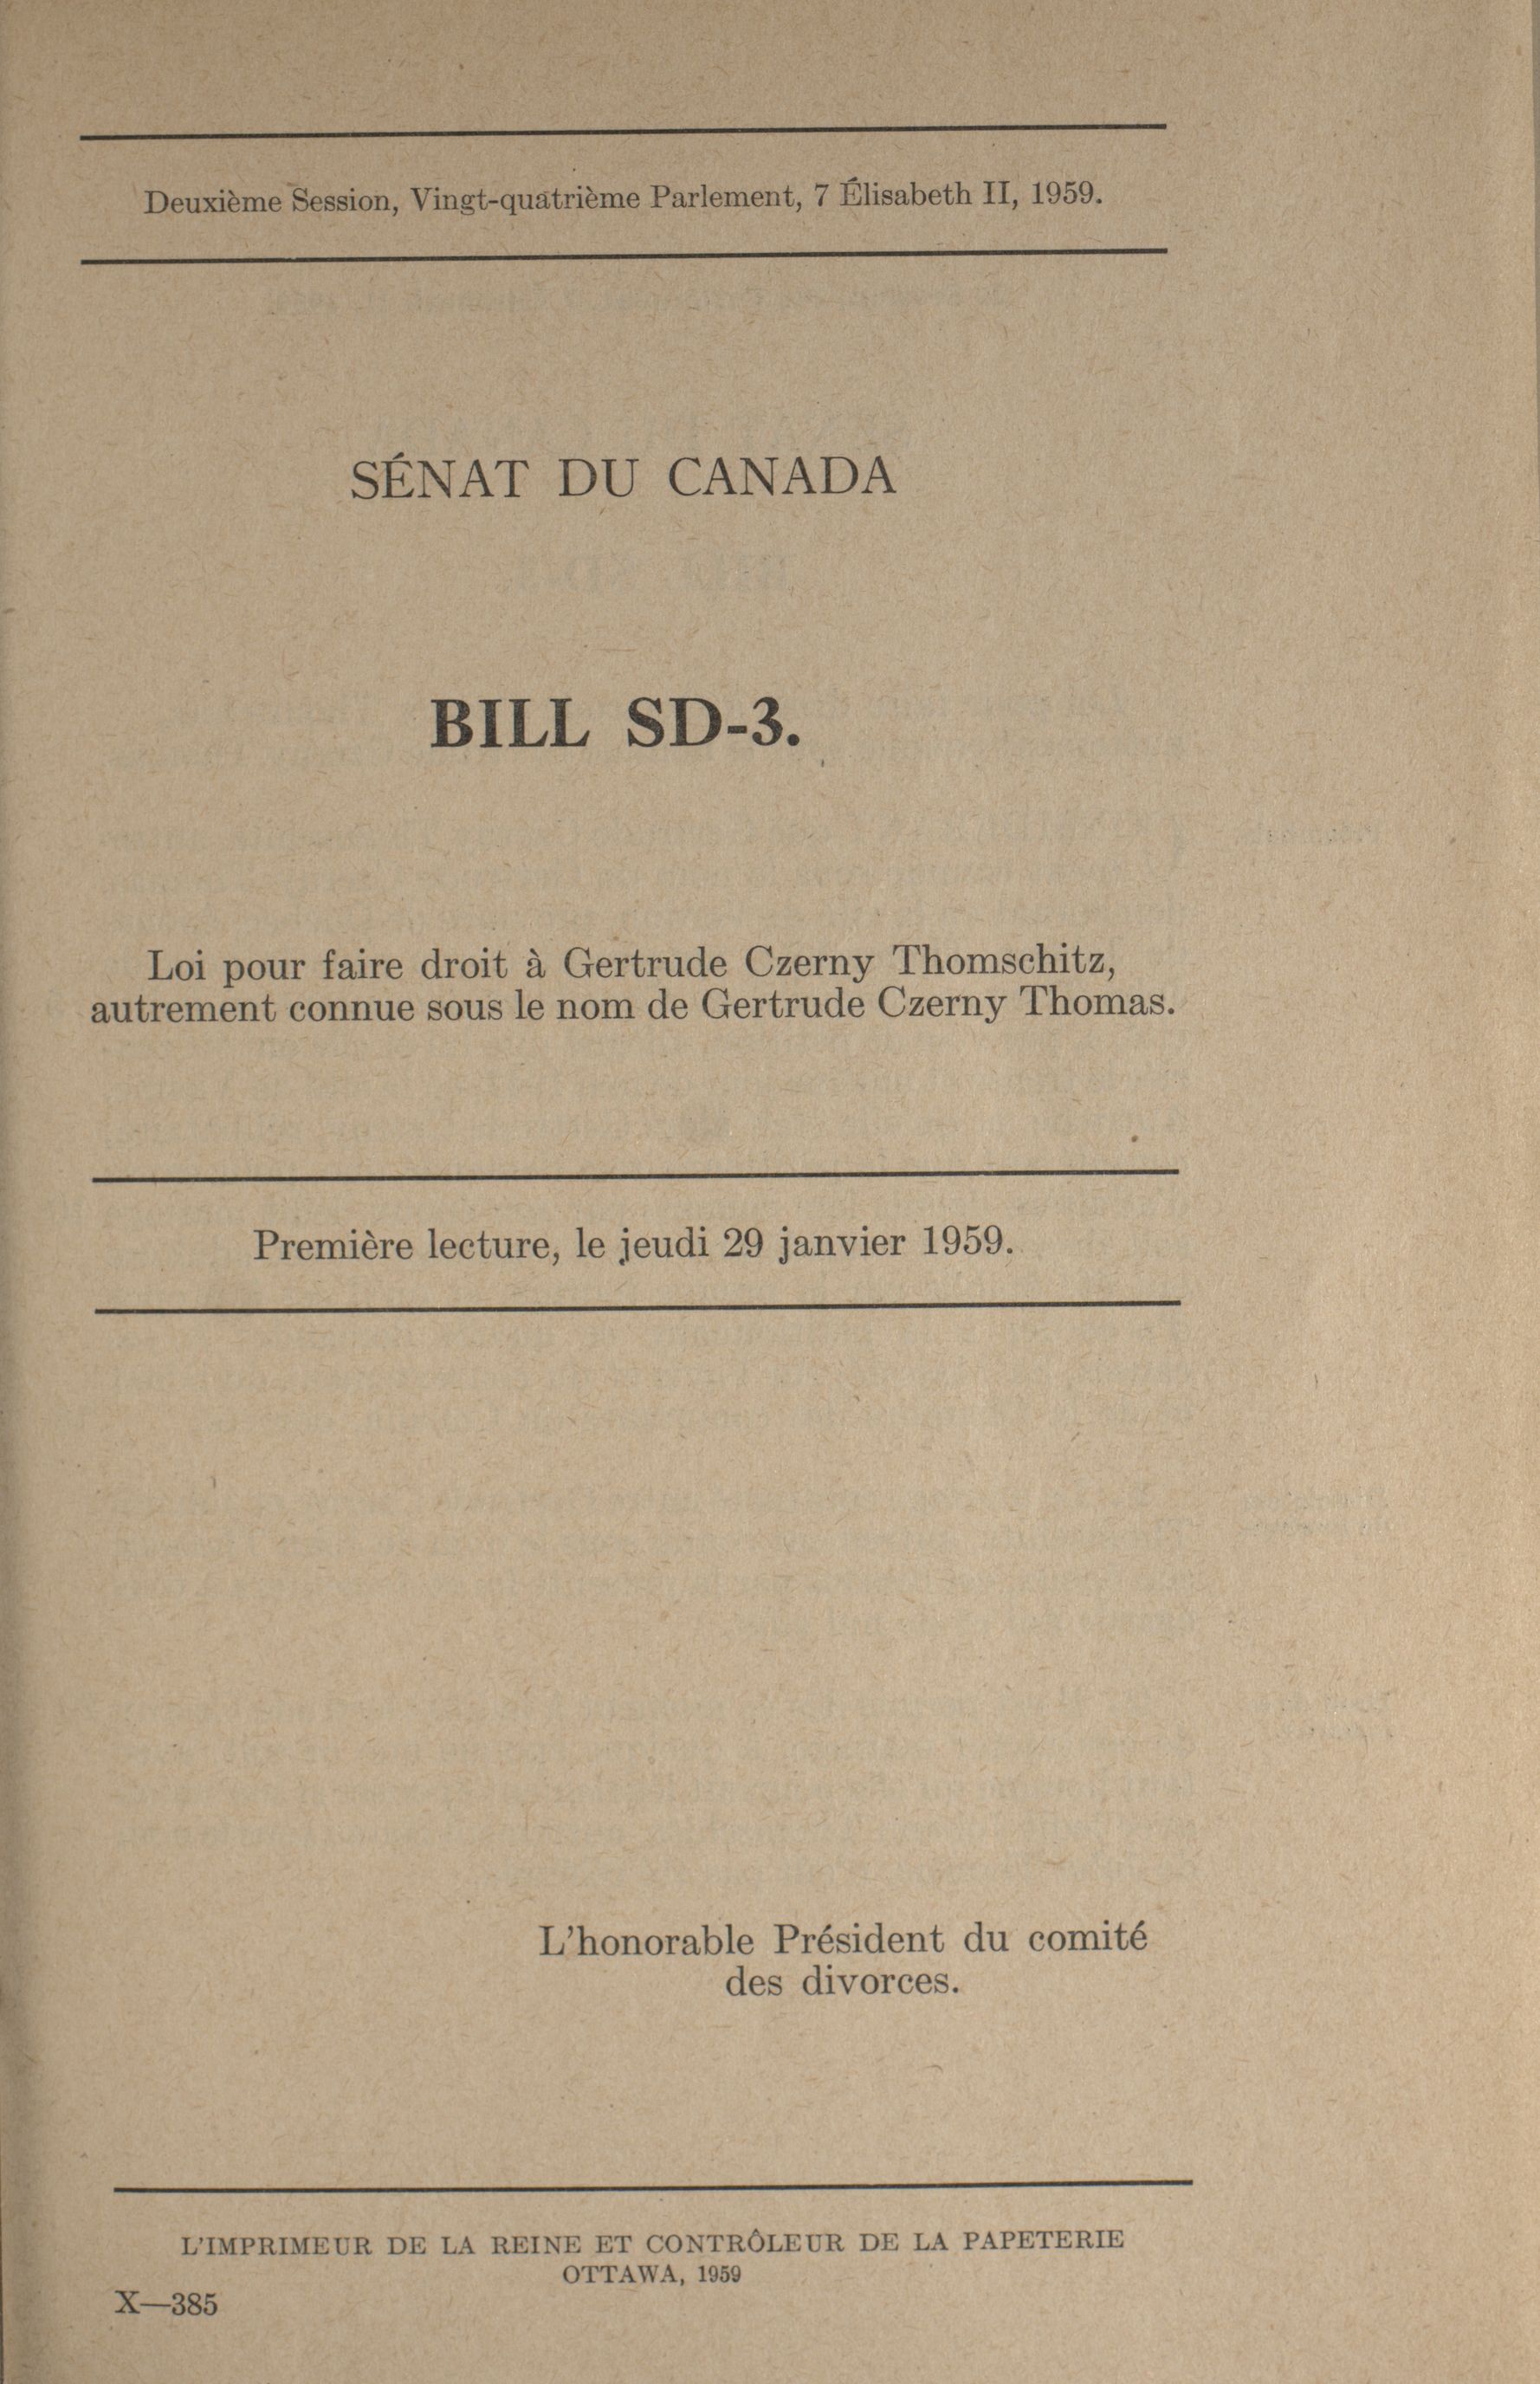 Deuxième Session, Vingt-quatrième Parlement, 7 Élisabeth II, 1959.
SÉNAT DU CANADA
BILL SD-3.
Loi pour faire droit à Gertrude Czerny Thomschitz,
autrement connue sous le nom de Gertrude Czerny Thomas.
Première lecture, le jeudi 29 janvier 1959.
L'honorable Président du comité
des divorces.
L'IMPRIMEUR DE LA REINE ET CONTRÔLEUR DE LA PAPETERIE
OTTAWA, 1959
X—385